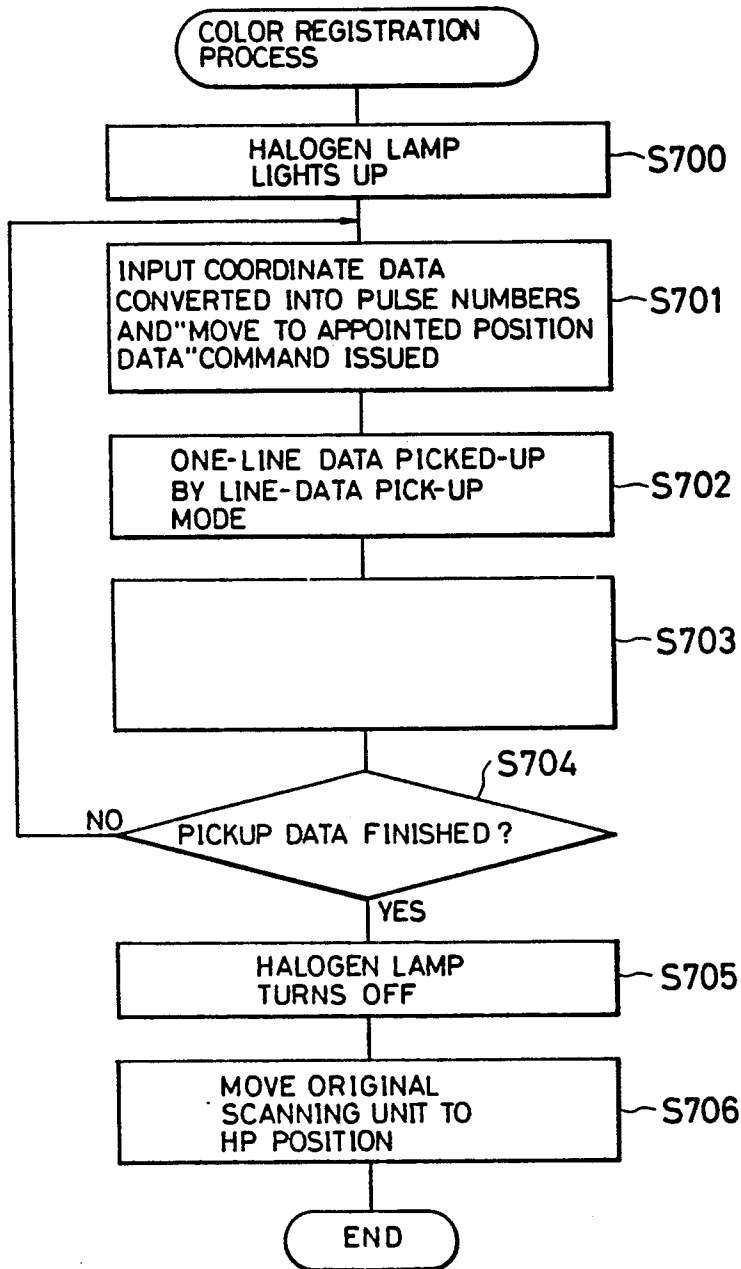 COLOR REGISTRATION
PROCESS
HALOGEN LAMP
LIGHTS UP
S700
INPUT COORDINATE DATA
CONVERTED INTO PULSE NUMBERS
AND "MOVE TO APPOINTED POSITION
DATA" COMMAND ISSUED
S701
ONE-LINE DATA PICKED-UP
BY LINE-DATA PICK-UP
MODE
S702
S703
S704
NO
PICKUP DATA FINISHED?
YES
HALOGEN LAMP
TURNS OFF
S705
MOVE ORIGINAL
SCANNING UNIT TO
HP POSITION
S706
END